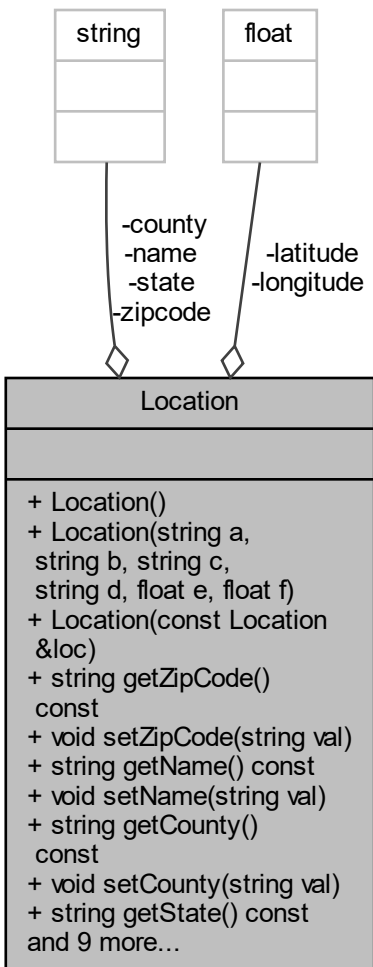 string
float
-county
-name
-state
-zipcode
-latitude
-longitude
Location
+ Location()
+ Location(string a,
string b, string c,
string d, float e, float f)
+ Location(const Location
&loc)
+ string getZipCode()
const
+ void setZipCode(string val)
+ string getName() const
+ void setName(string val)
+ string getCounty()
const
+ void setCounty(string val)
+ string getState() const
and 9 more...